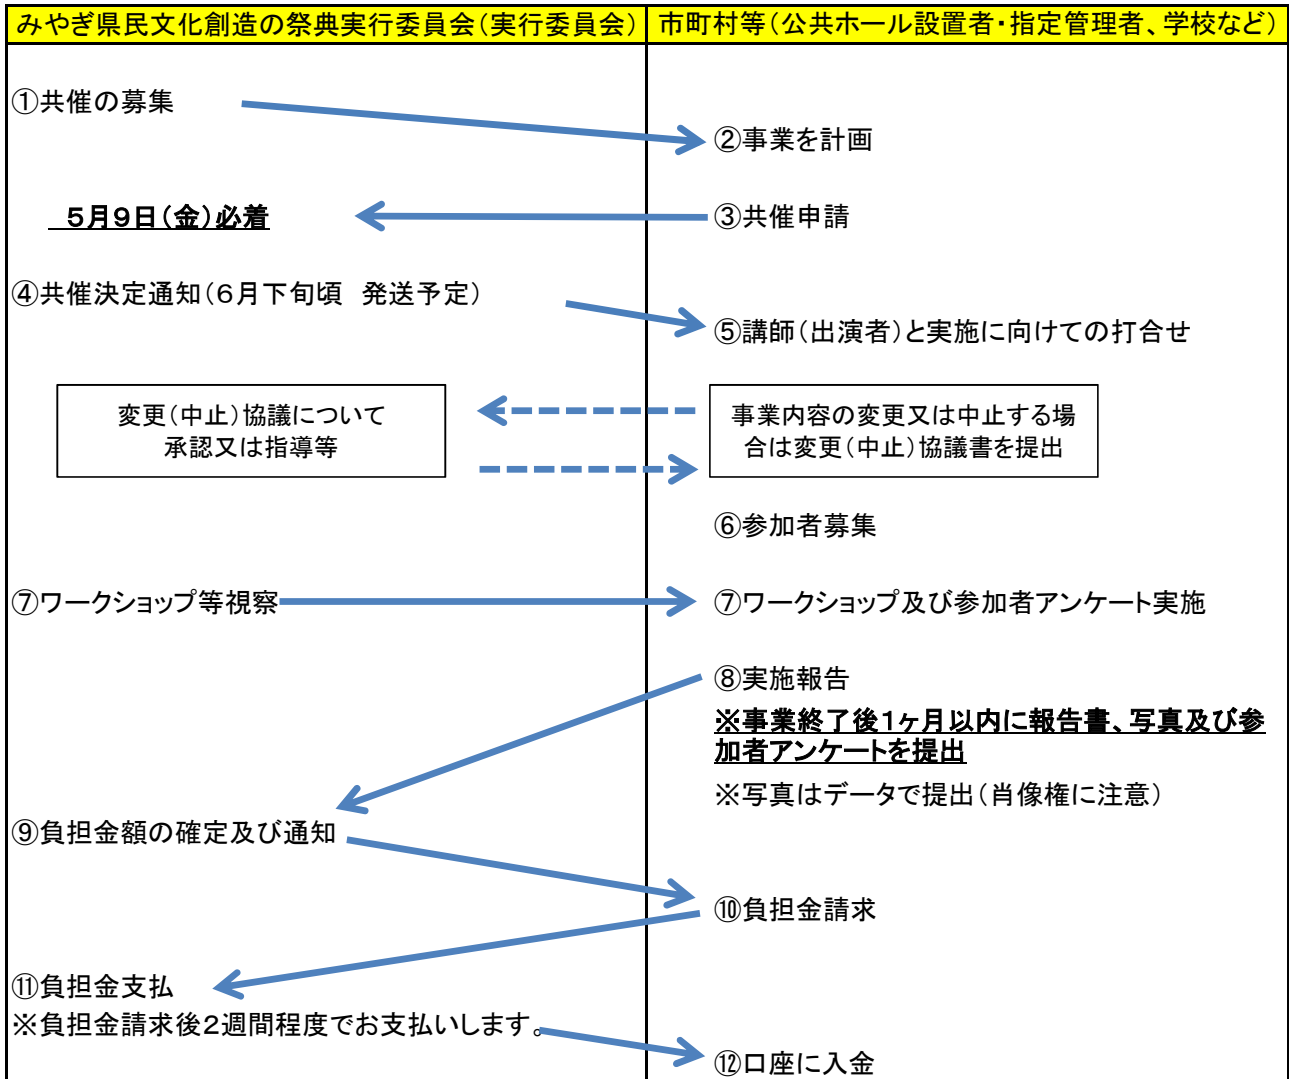 みやぎ県民文化創造の祭典実行委員会（実行委員会）
市町村等（公共ホール設置者・指定管理者、学校など）
①共催の募集
②事業を計画
５月９日（金）必着
③共催申請
④共催決定通知（６月下旬頃　発送予定）
⑤講師（出演者）と実施に向けての打合せ
変更（中止）協議について
承認又は指導等
事業内容の変更又は中止する場
合は変更（中止）協議書を提出
⑥参加者募集
⑦ワークショップ等視察
⑦ワークショップ及び参加者アンケート実施
⑧実施報告
※事業終了後１ヶ月以内に報告書、写真及び参
加者アンケートを提出
※写真はデータで提出（肖像権に注意）
⑨負担金額の確定及び通知
⑩負担金請求
⑪負担金支払
※負担金請求後２週間程度でお支払いします。
⑫口座に入金